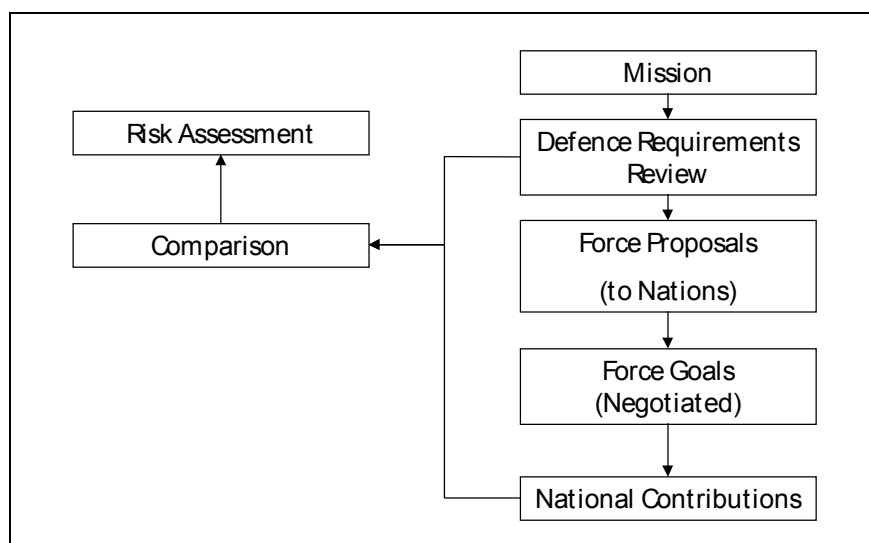 Mission
Defence Requirements
Review
Force Proposals
(to Nations)
Force Goals
(Negotiated)
National Contributions
Comparison
Risk Assessment